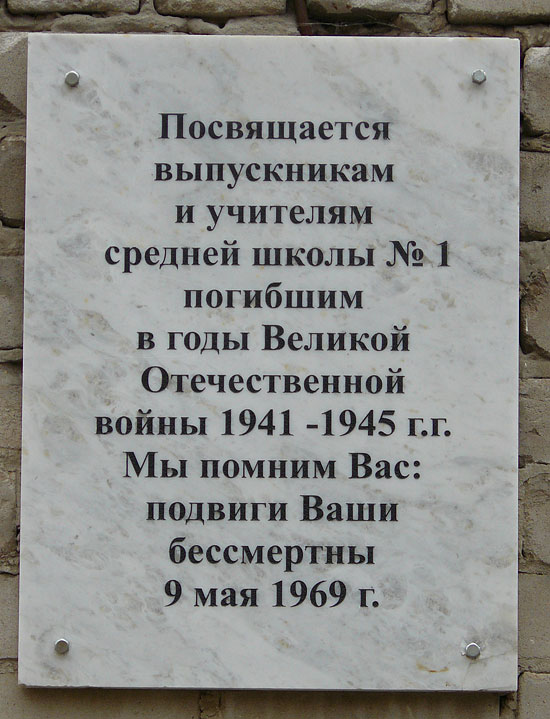 Посвящается
выпускникам
и учителям
средней школы № 1
погибшим
в годы Великой
Отечественной
войны 1941 -1945 г.г.
Мы помним Вас:
подвиги Ваши
бессмертны
9 мая 1969 г.